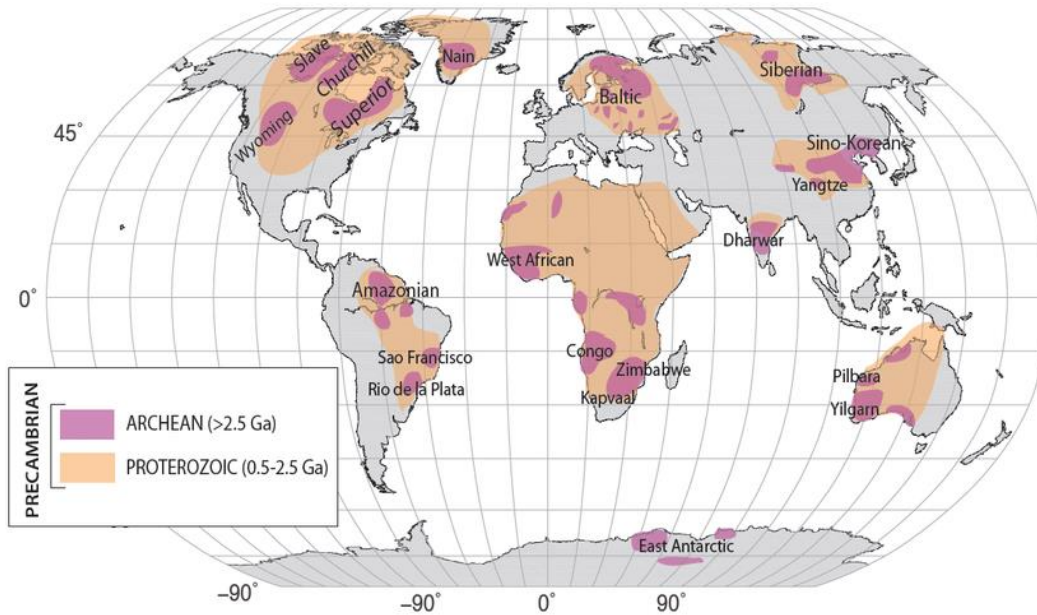 Slave
Churchill
Superior
Wyoming
Nain
Baltic
Siberian
45°
Sino-Korean
Yangtze
Dharwar
West African
0°
Amazonian
Sao Francisco
Rio de la Plata
Congo
Zimbabwe
Kapvaal
Pilbara
Yilgarn
PRECAMBRIAN
ARCHEAN (>2.5 Ga)
PROTEROZOIC (0.5-2.5 Ga)
East Antarctic
−90°
−90°
0°
90°